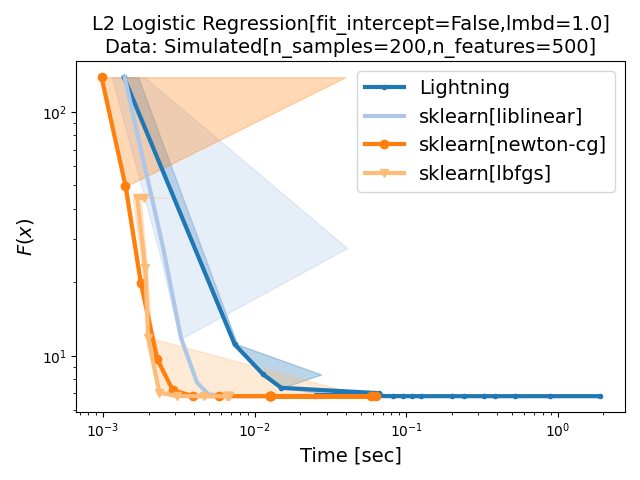 L2 Logistic Regression[fit_intercept=False,lmbd=1.0]
Data: Simulated[n_samples=200,n_features=500]
Lightning
sklearn[liblinear]
sklearn[newton-cg]
sklearn[lbfgs]
F(x)
10²
10¹
10⁻³ 10⁻² 10⁻¹ 10⁰
Time [sec]